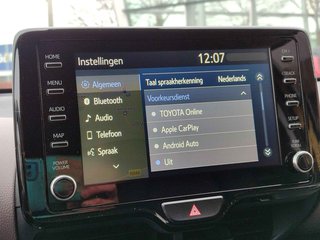 HOME
MENU
AUDIO
MAP
POWER
VOLUME
Instellingen
12:07
Algemeen
Bluetooth
Audio
Telefoon
Spraak
Taal spraakherkenning Nederlands
Voorkeursdienst
TOYOTA Online
Apple CarPlay
Android Auto
Uit
CH
TRACK
PHONE
SETUP